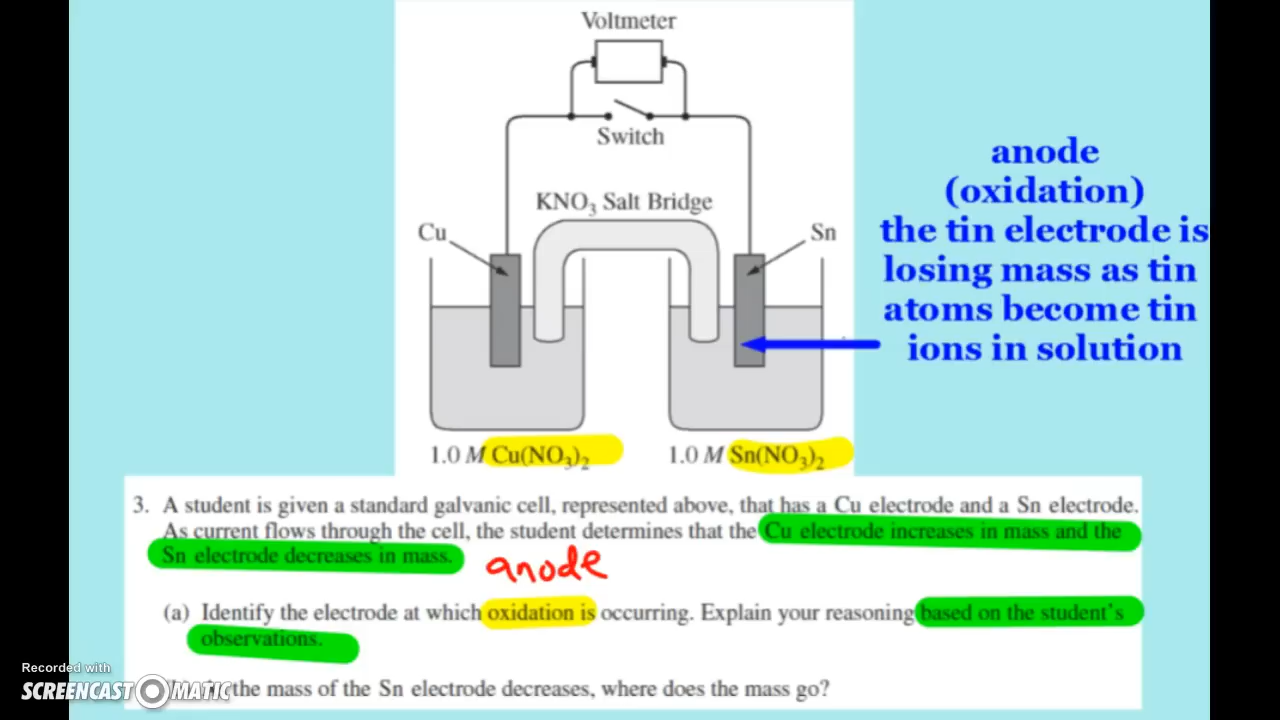 Voltmeter
Switch
KNO₃ Salt Bridge
Cu
Sn
1.0 M Cu(NO₃)₂
1.0 M Sn(NO₃)₂
anode
(oxidation)
the tin electrode is
losing mass as tin
atoms become tin
ions in solution
3. A student is given a standard galvanic cell, represented above, that has a Cu electrode and a Sn electrode.
As current flows through the cell, the student determines that the Cu electrode increases in mass and the
Sn electrode decreases in mass.
anode
(a) Identify the electrode at which oxidation is occurring. Explain your reasoning based on the student's
observations.
the mass of the Sn electrode decreases, where does the mass go?
Recorded with
SCREENCAST O MATIC